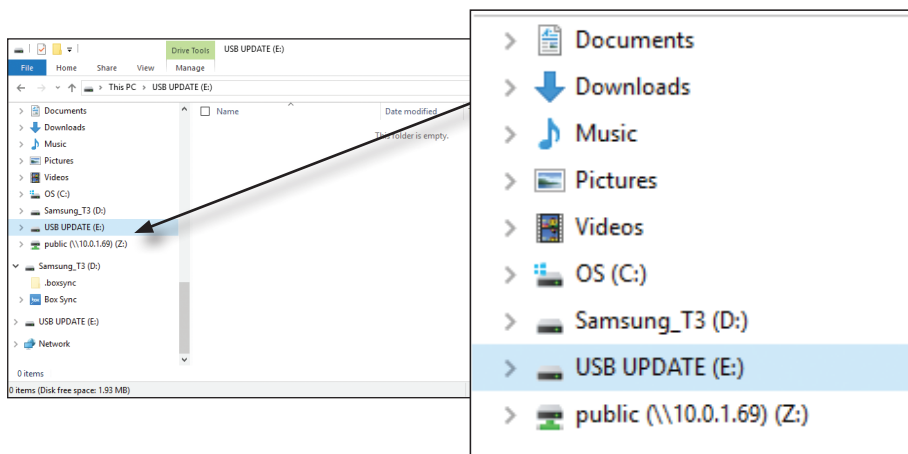 Drive Tools USB UPDATE (E:)
File Home Share View Manage
This PC > USB UPDATE (E:)
Documents
Downloads
Music
Pictures
Videos
OS (C:)
Samsung_T3 (D:)
USB UPDATE (E:)
public (\\10.0.1.69) (Z:)
Samsung_T3 (D:)
.boxsync
Box Sync
USB UPDATE (E:)
Network
Name Date modified
This folder is empty.
0 items
0 items (Disk free space: 1.93 MB)
Documents
Downloads
Music
Pictures
Videos
OS (C:)
Samsung_T3 (D:)
USB UPDATE (E:)
public (\\10.0.1.69) (Z:)